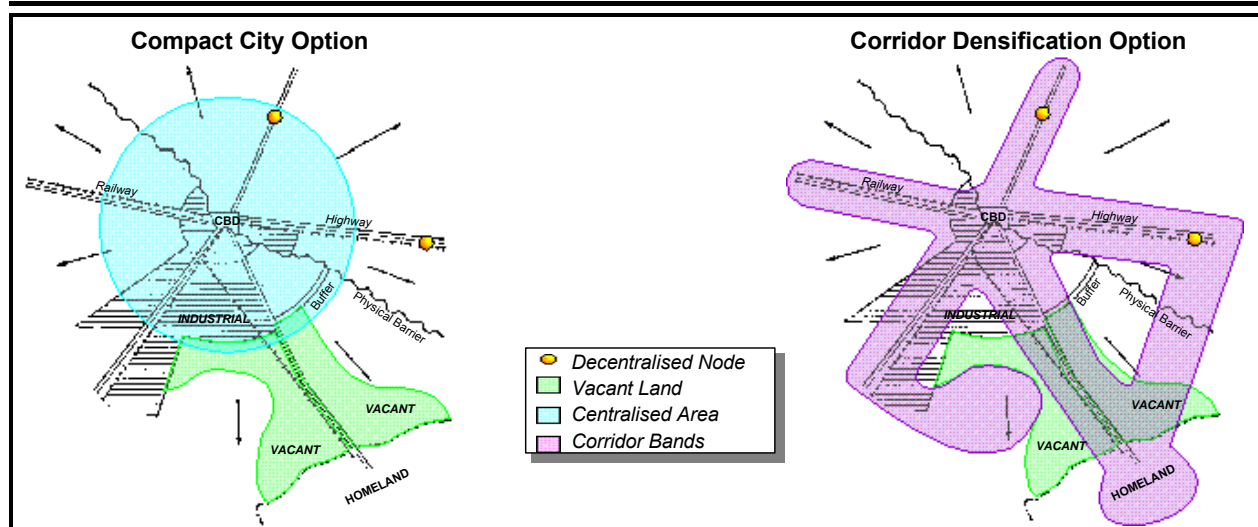 Compact City Option
Railway
CBD
Highway
Buffer
Physical Barrier
INDUSTRIAL
VACANT
VACANT
HOMELAND
Decentralised Node
Vacant Land
Centralised Area
Corridor Bands
Corridor Densification Option
Railway
CBD
Highway
Buffer
Physical Barrier
INDUSTRIAL
VACANT
VACANT
HOMELAND